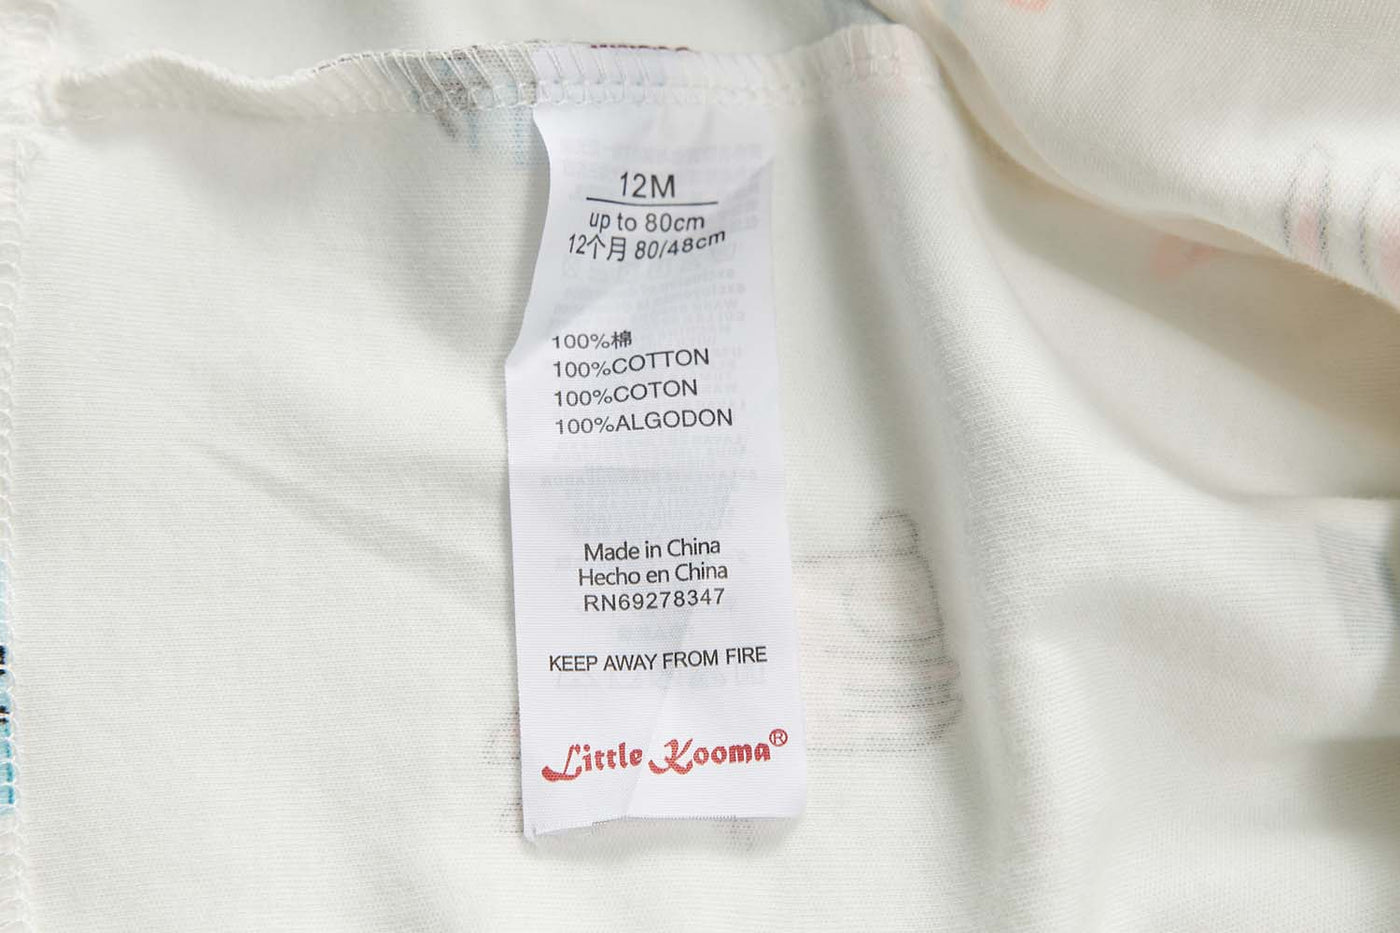 12M
up to 80cm
12个月 80/48cm
100%棉
100%COTTON
100%COTON
100%ALGODON
Made in China
Hecho en China
RN69278347
KEEP AWAY FROM FIRE
Little Kooma®